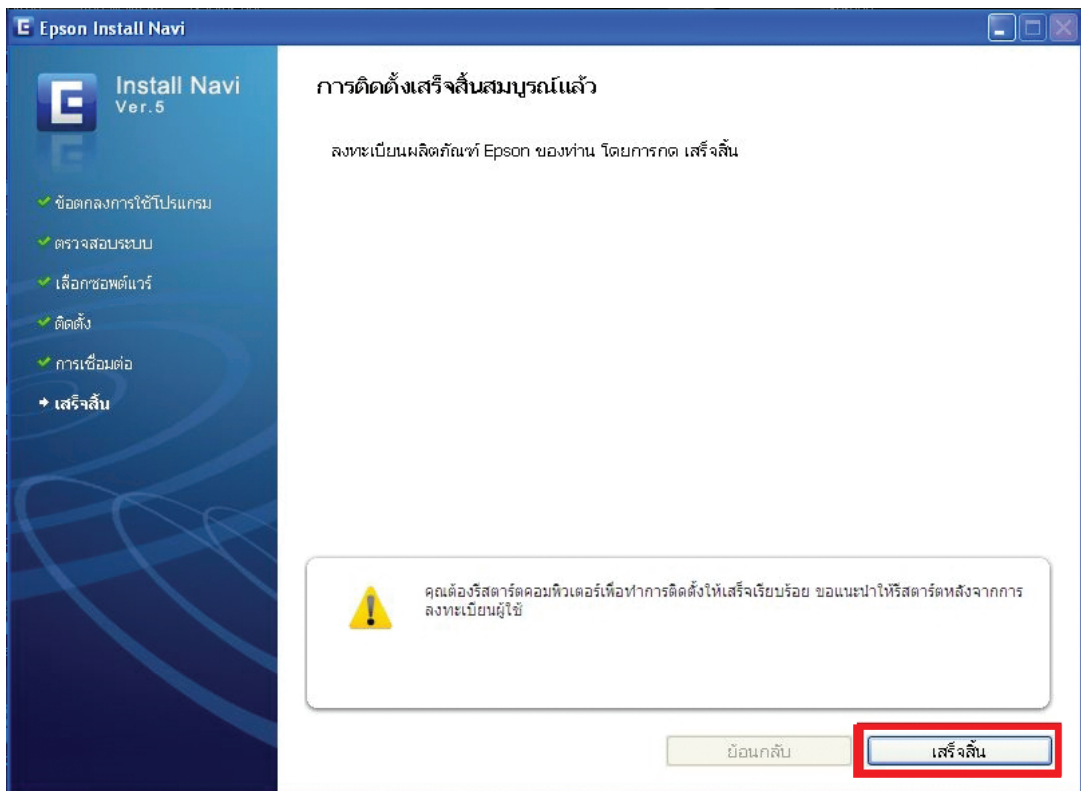 Epson Install Navi
Install Navi
Ver.5
การติดตั้งเสร็จสิ้นสมบูรณ์แล้ว
ลงทะเบียนผลิตภัณฑ์ Epson ของท่าน โดยการกด เสร็จสิ้น
ข้อตกลงการใช้โปรแกรม
ตรวจสอบระบบ
เลือกซอฟต์แวร์
ติดตั้ง
การเชื่อมต่อ
เสร็จสิ้น
คุณต้องรีสตาร์ตคอมพิวเตอร์เพื่อทำการติดตั้งให้เสร็จเรียบร้อย ขอแนะนำให้รีสตาร์ตหลังจากการ
ลงทะเบียนผู้ใช้
ย้อนกลับ
เสร็จสิ้น